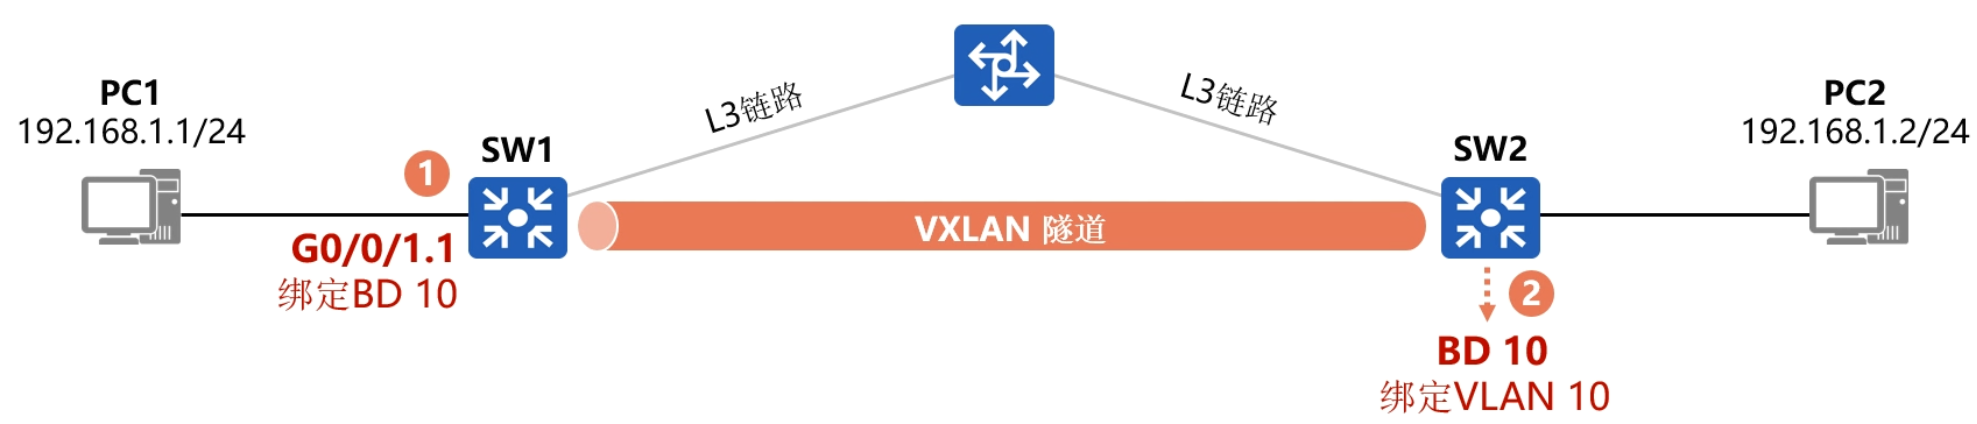 PC1
192.168.1.1/24
1
SW1
G0/0/1.1
绑定BD 10
L3链路
L3链路
VXLAN 隧道
SW2
2
BD 10
绑定VLAN 10
PC2
192.168.1.2/24